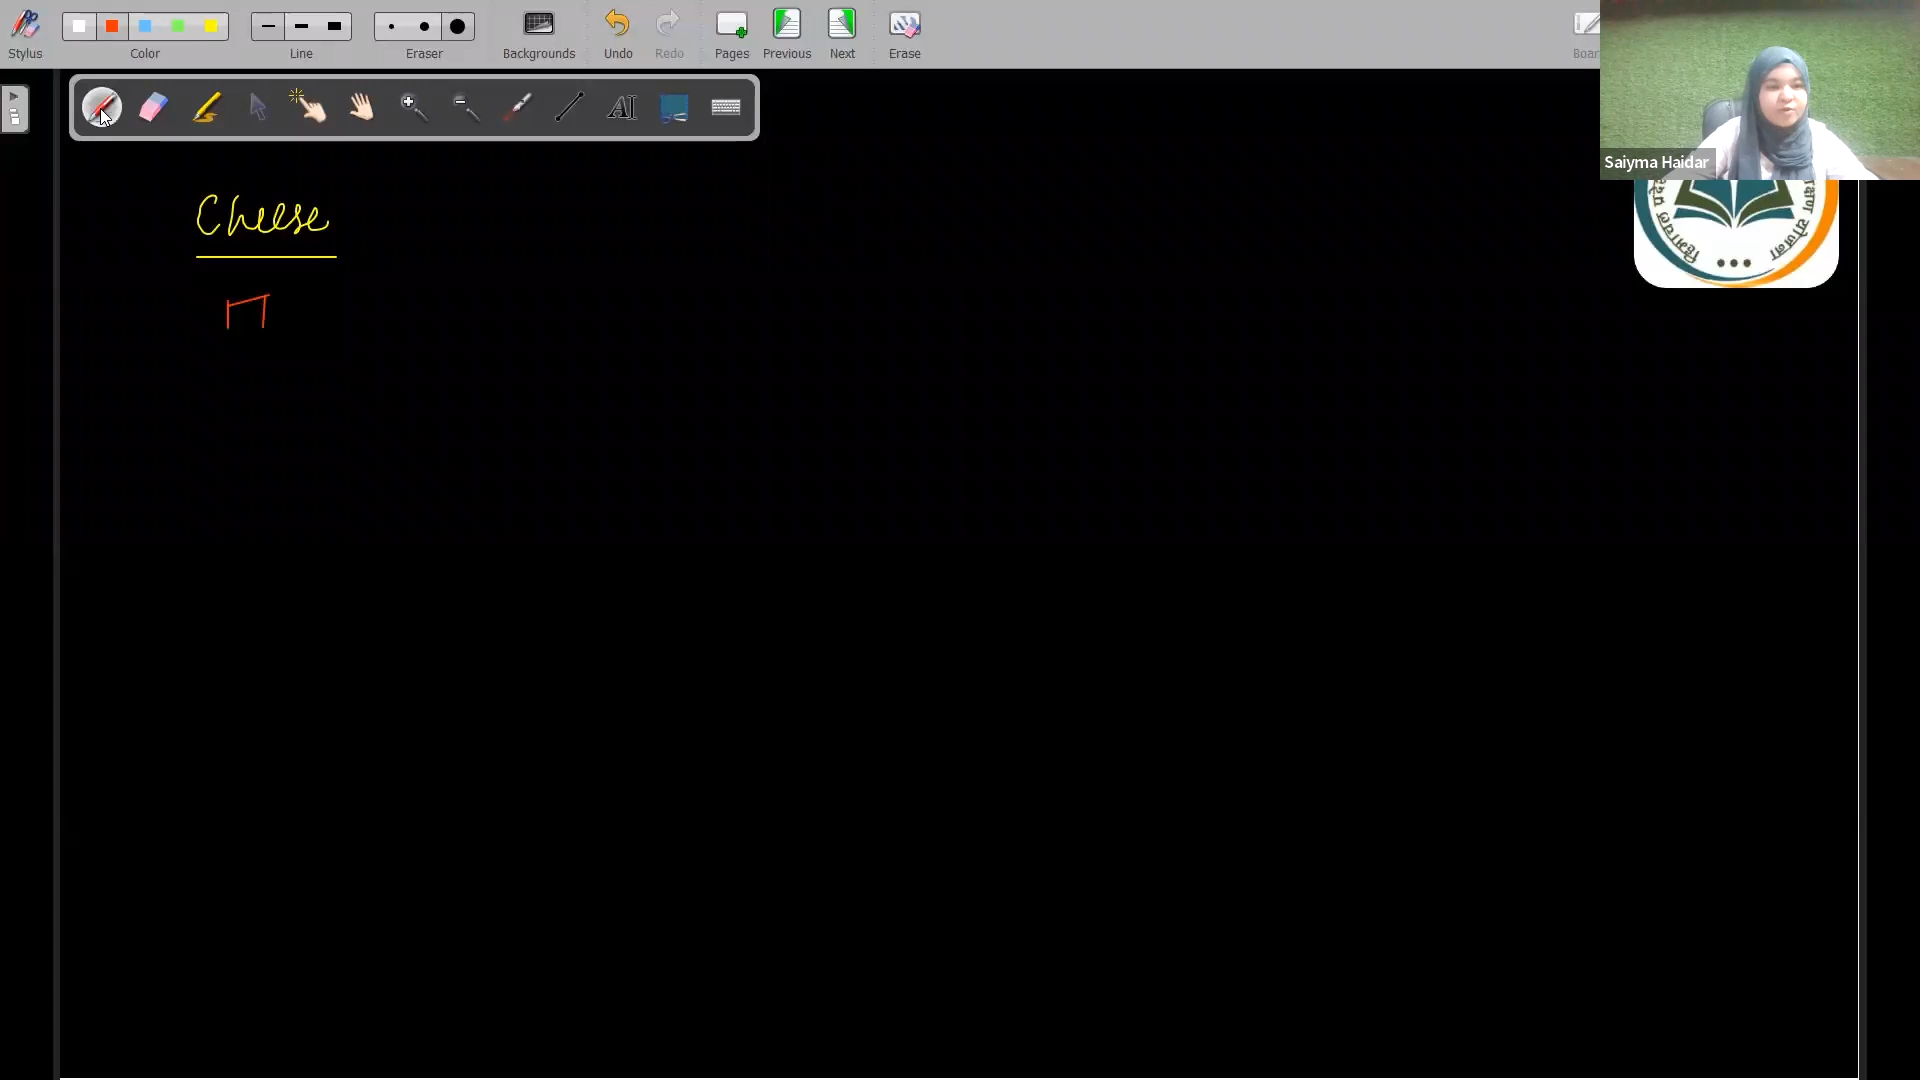 Stylus Color Line Eraser Backgrounds Undo Redo Pages Previous Next Erase
Saiyma Haidar
Cheese